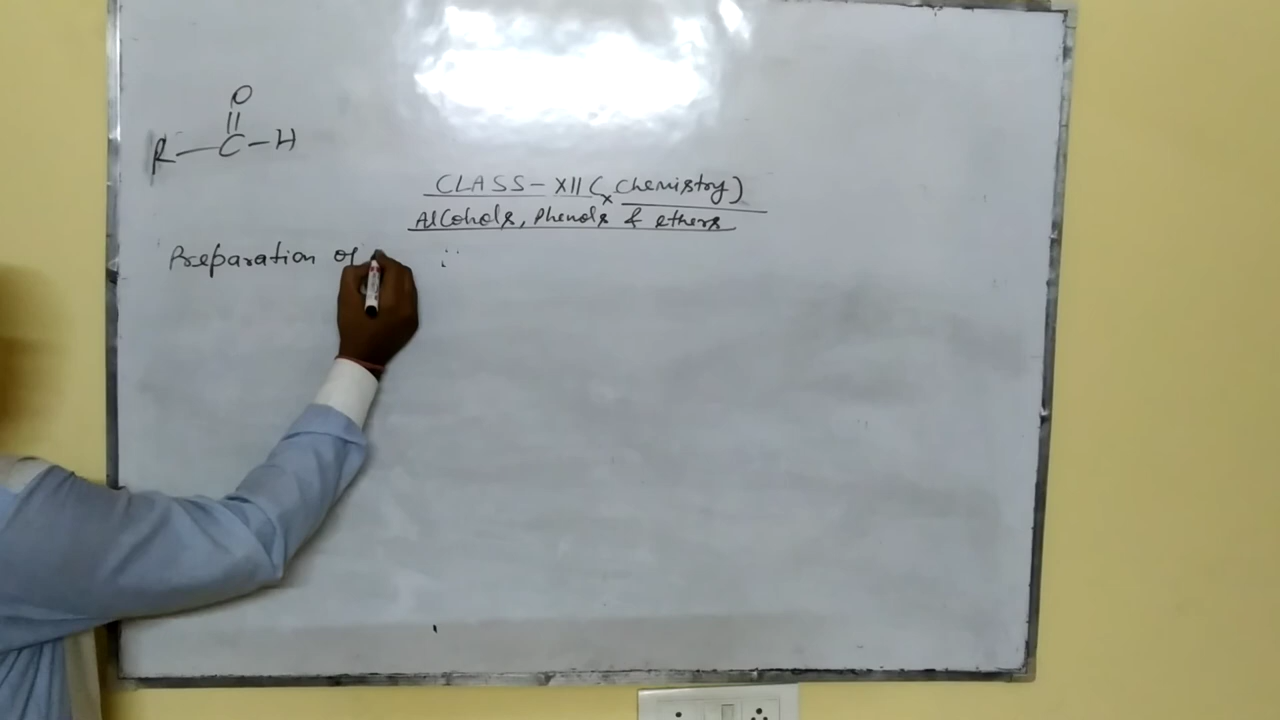 O
||
R — C — H
CLASS - XII (Chemistry)
Alcohols, Phenols & ethers
Preparation of